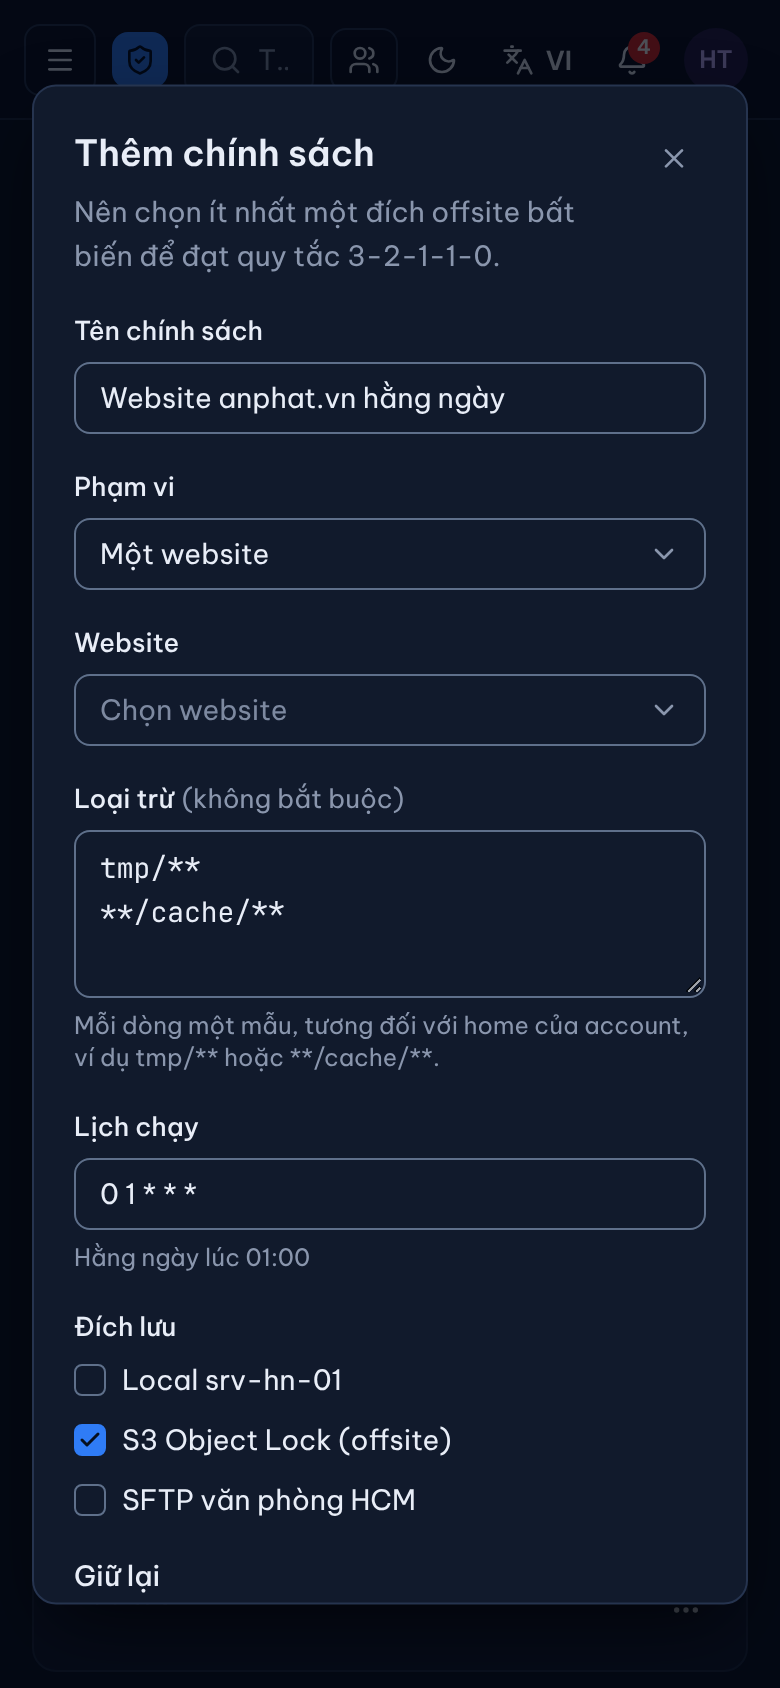 T..
VI
4
HT
Thêm chính sách
Nên chọn ít nhất một đích offsite bất
biến để đạt quy tắc 3-2-1-1-0.
Tên chính sách
Website anphat.vn hằng ngày
Phạm vi
Một website
Website
Chọn website
Loại trừ (không bắt buộc)
tmp/**
**/cache/**
Mỗi dòng một mẫu, tương đối với home của account,
ví dụ tmp/** hoặc **/cache/**.
Lịch chạy
0 1 * * *
Hằng ngày lúc 01:00
Đích lưu
Local srv-hn-01
S3 Object Lock (offsite)
SFTP văn phòng HCM
Giữ lại